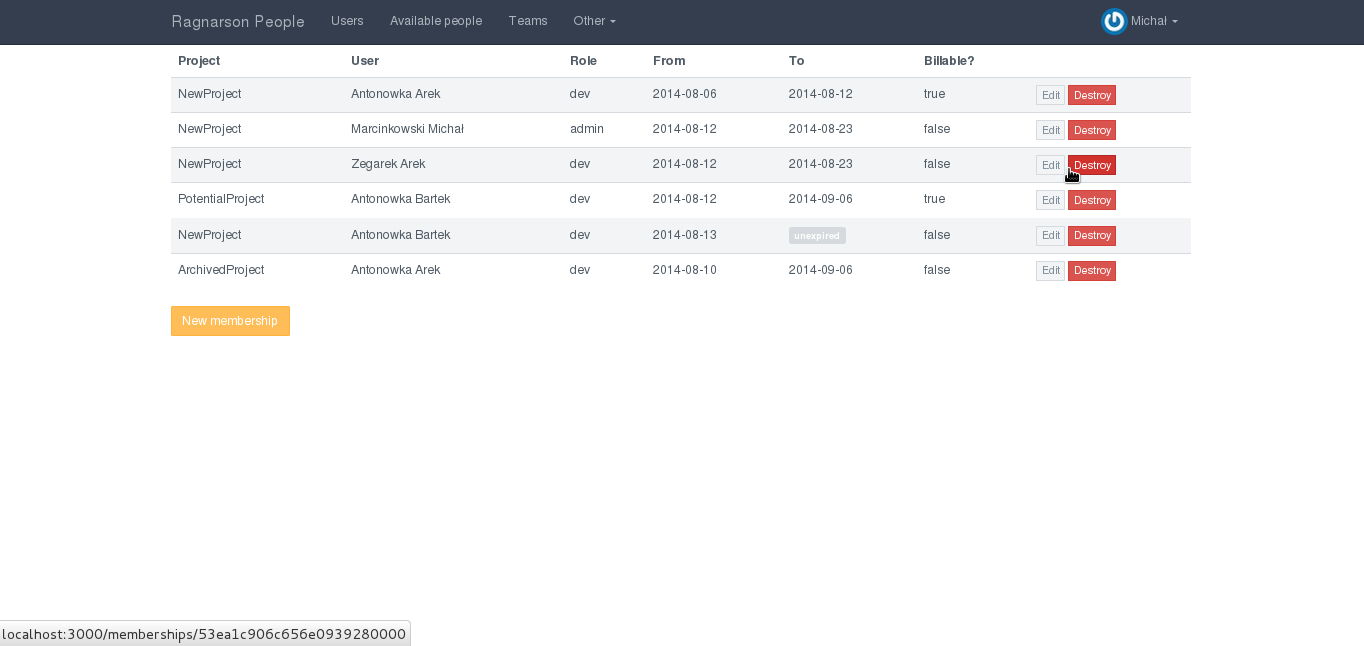 Ragnarson People Users Available people Teams Other Michał
Project User Role From To Billable?
NewProject Antonowka Arek dev 2014-08-06 2014-08-12 true Edit Destroy
NewProject Marcinkowski Michał admin 2014-08-12 2014-08-23 false Edit Destroy
NewProject Zegarek Arek dev 2014-08-12 2014-08-23 false Edit Destroy
PotentialProject Antonowka Bartek dev 2014-08-12 2014-09-06 true Edit Destroy
NewProject Antonowka Bartek dev 2014-08-13 unexpired false Edit Destroy
ArchivedProject Antonowka Arek dev 2014-08-10 2014-09-06 false Edit Destroy
New membership
localhost:3000/memberships/53ea1c906c656e0939280000